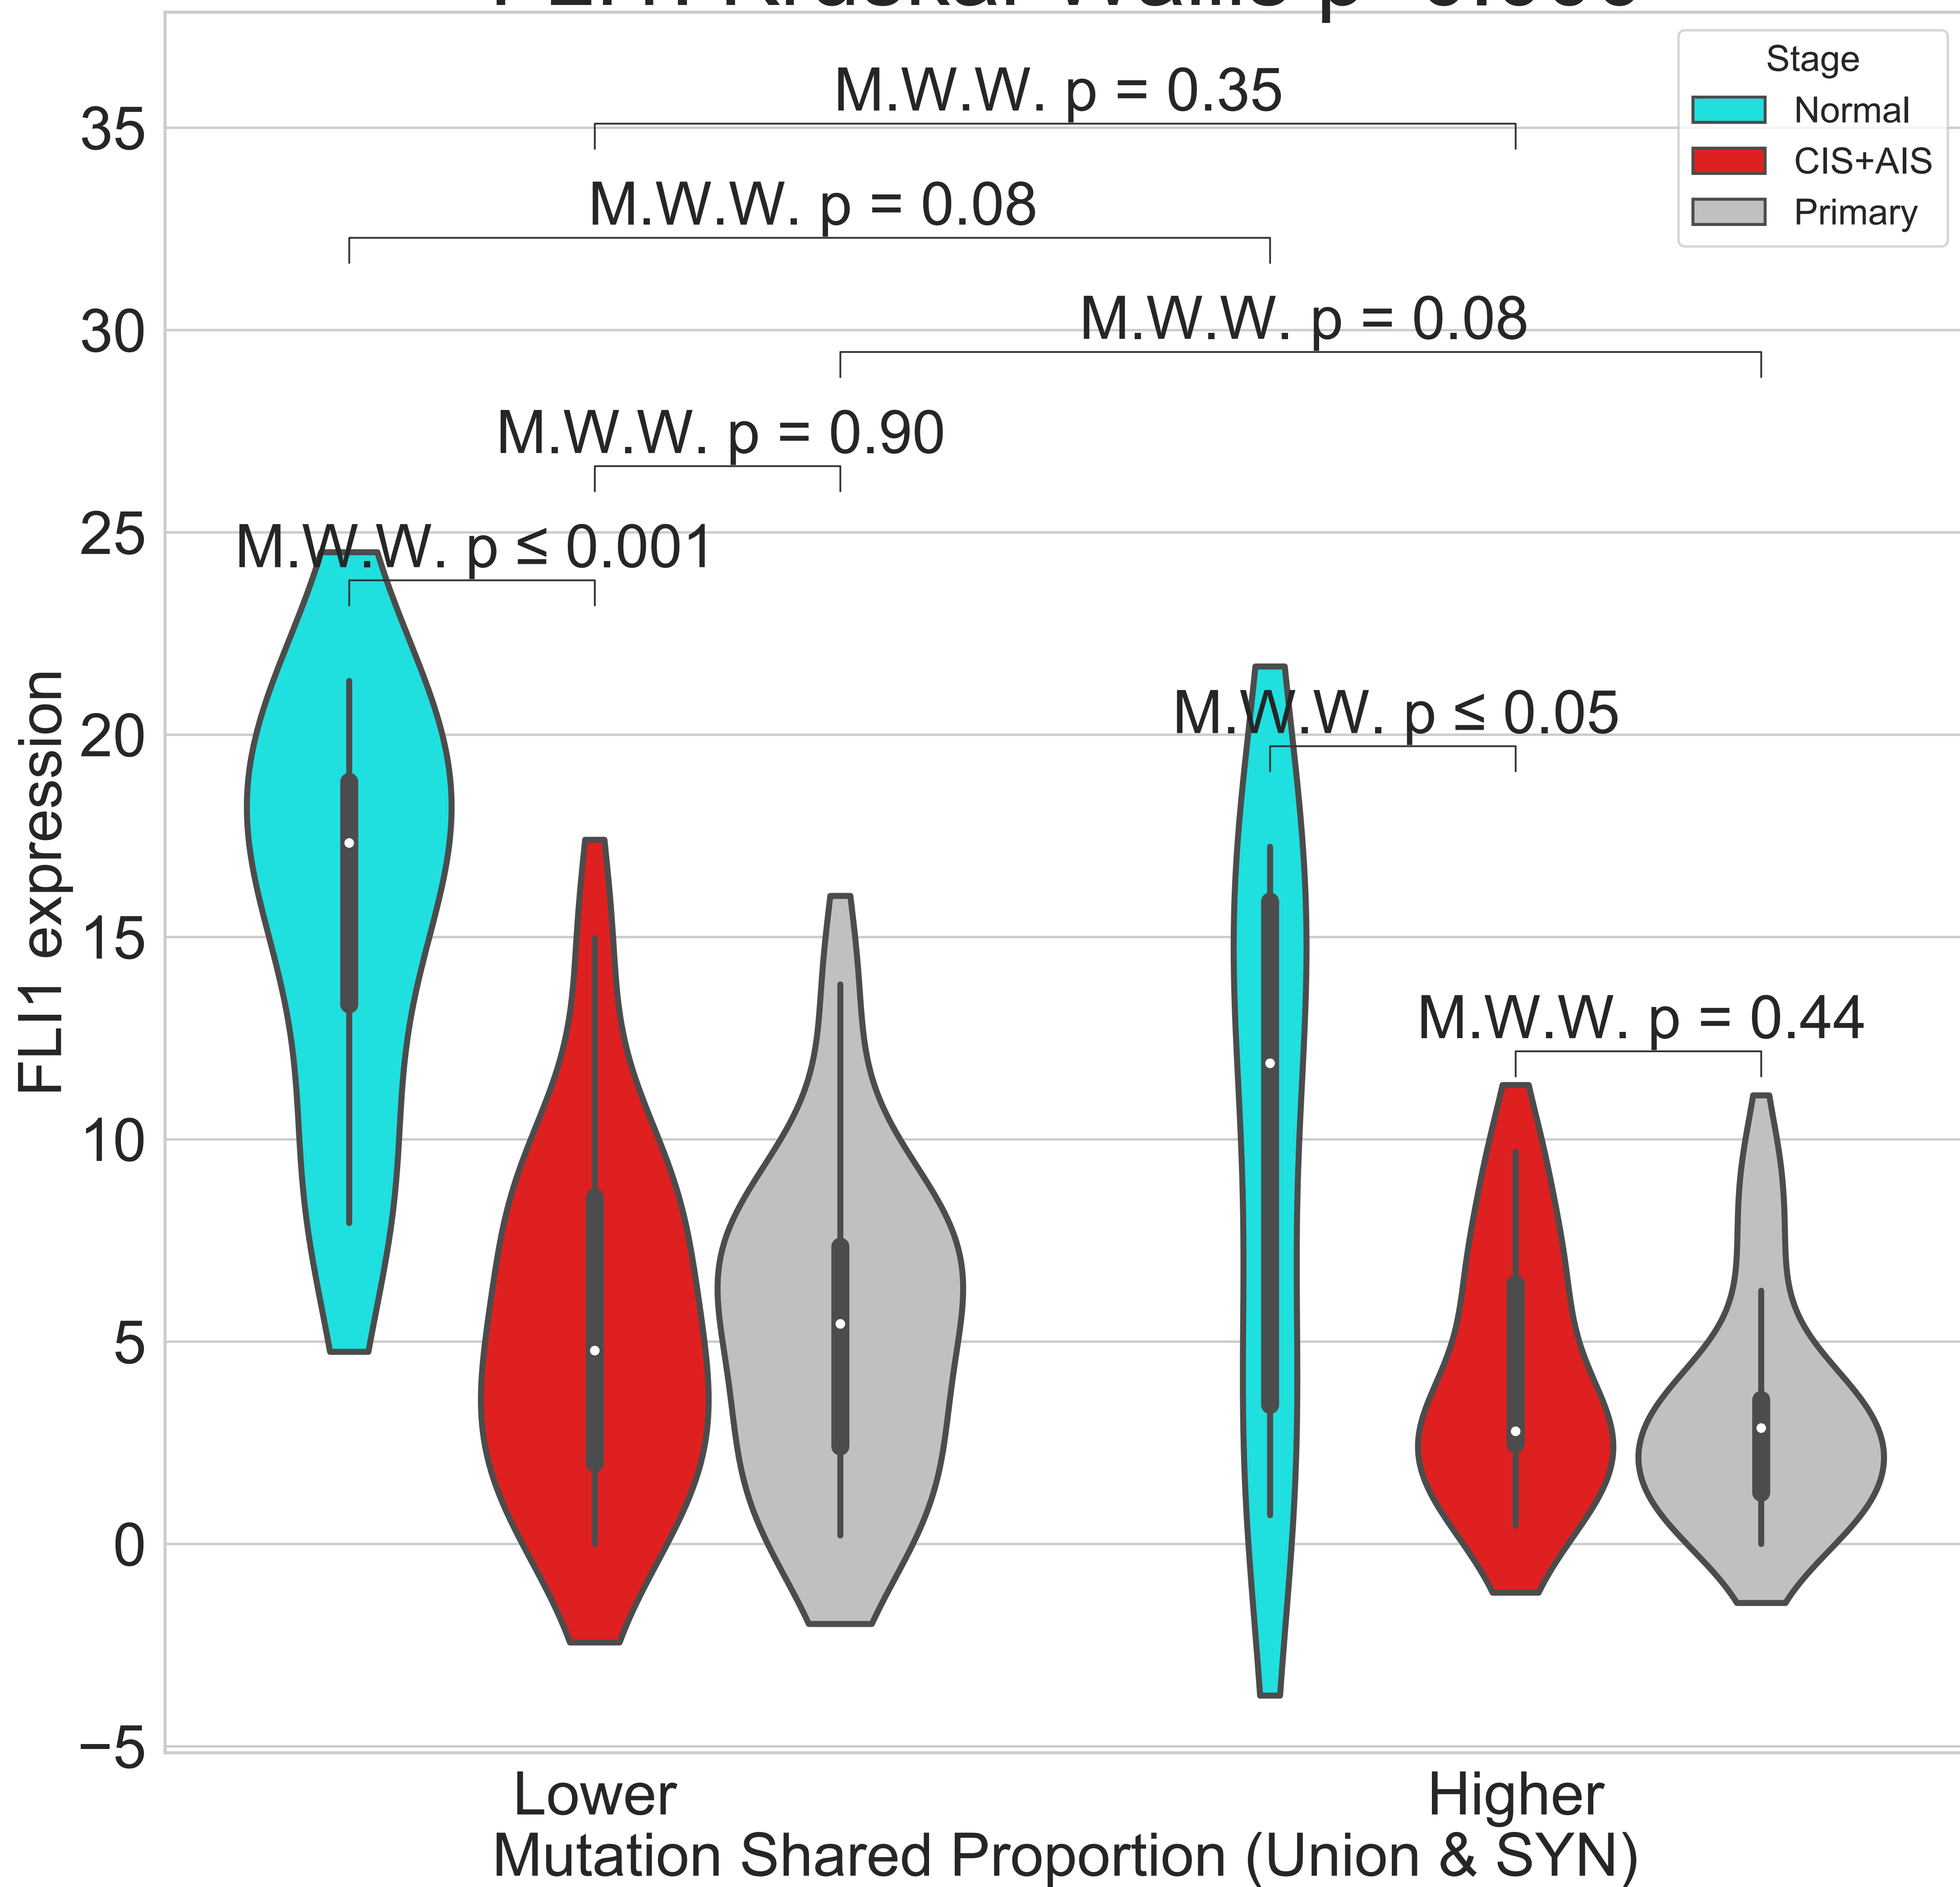 Stage
Normal
CIS+AIS
Primary
M.W.W. p = 0.35
M.W.W. p = 0.08
M.W.W. p = 0.08
M.W.W. p = 0.90
M.W.W. p ≤ 0.001
M.W.W. p ≤ 0.05
M.W.W. p = 0.44
35
30
25
20
15
10
5
0
−5
FLI1 expression
Lower
Higher
Mutation Shared Proportion (Union & SYN)